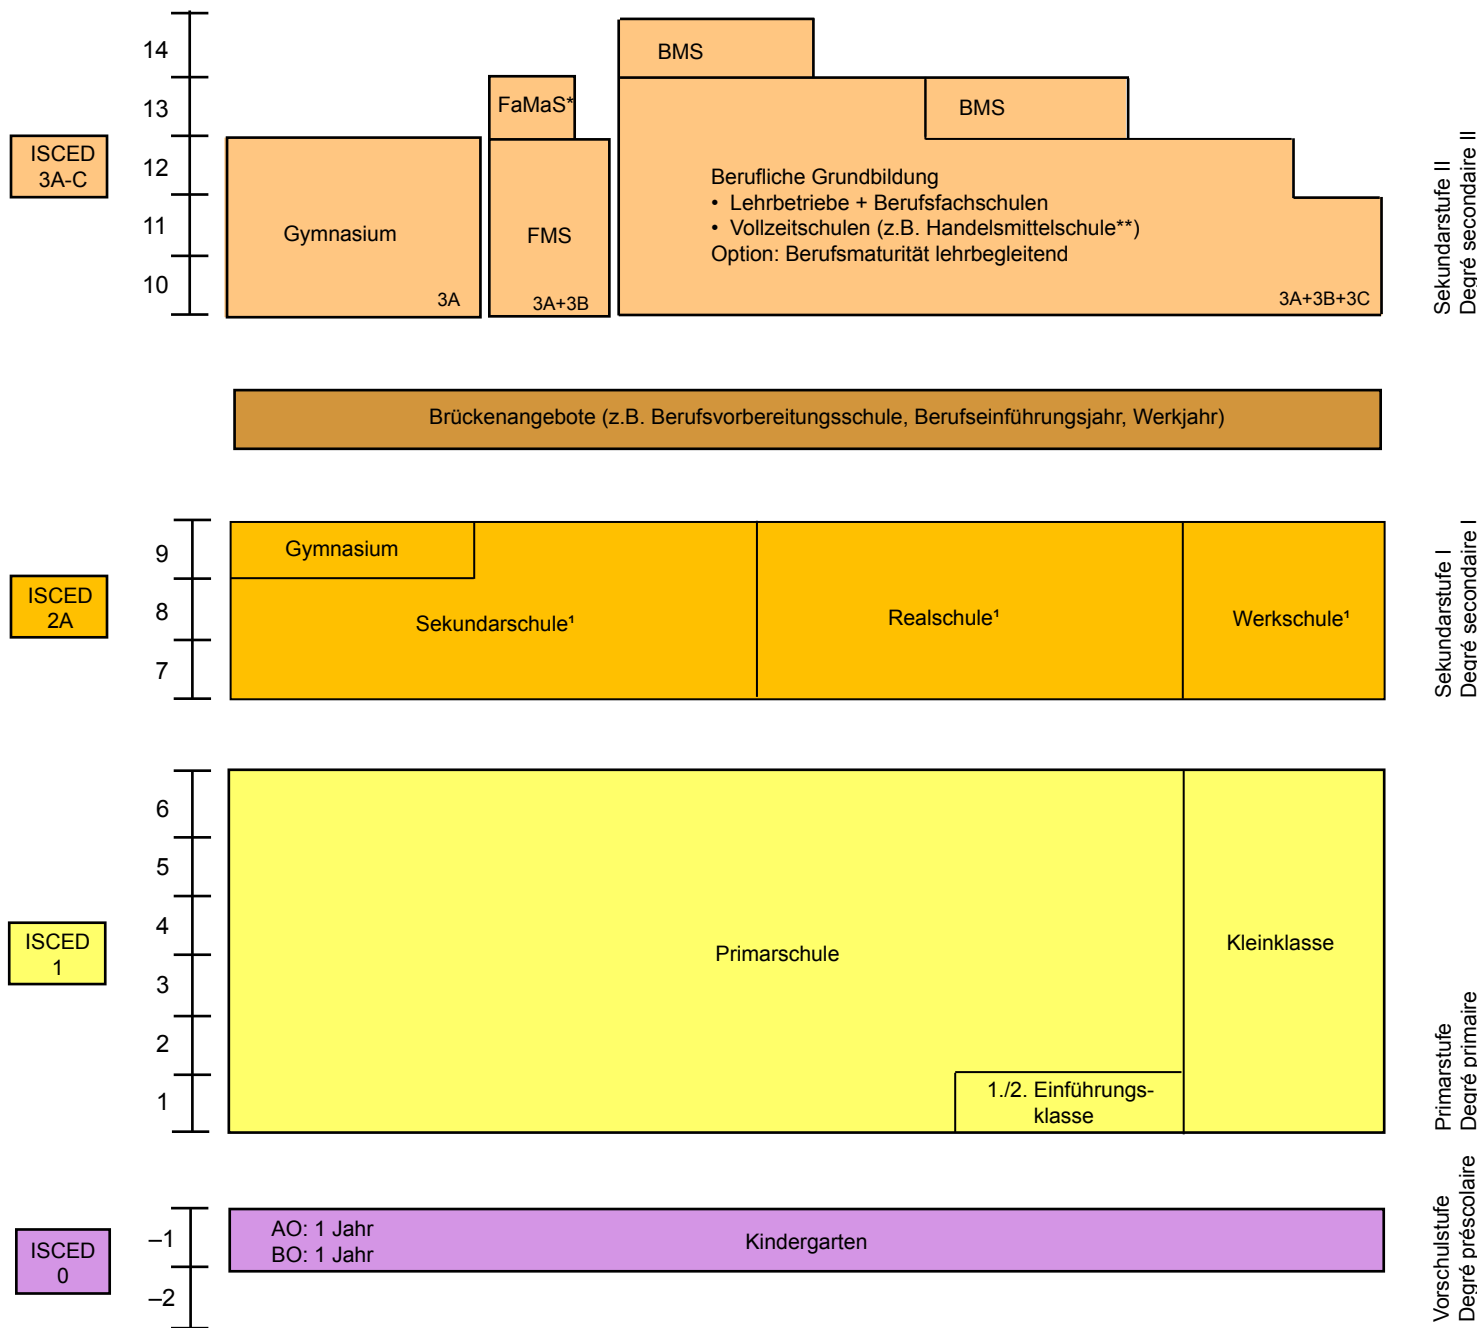 14
BMS
13
FaMaS*
BMS
ISCED
3A-C
12
Berufliche Grundbildung
• Lehrbetriebe + Berufsfachschulen
• Vollzeitschulen (z.B. Handelsmittelschule**)
Option: Berufsmaturität lehrbegleitend
11
Gymnasium
FMS
10
3A
3A+3B
3A+3B+3C
Sekundarstufe II
Degré secondaire II
Brückenangebote (z.B. Berufsvorbereitungsschule, Berufseinführungsjahr, Werkjahr)
9
Gymnasium
ISCED
2A
8
Sekundarschule¹
Realschule¹
Werkschule¹
7
Sekundarstufe I
Degré secondaire I
6
5
4
ISCED
1
Primarschule
Kleinklasse
3
2
1
1./2. Einführungs-
klasse
Primarstufe
Degré primaire
–1
AO: 1 Jahr
BO: 1 Jahr
Kindergarten
ISCED
0
–2
Vorschulstufe
Degré préscolaire